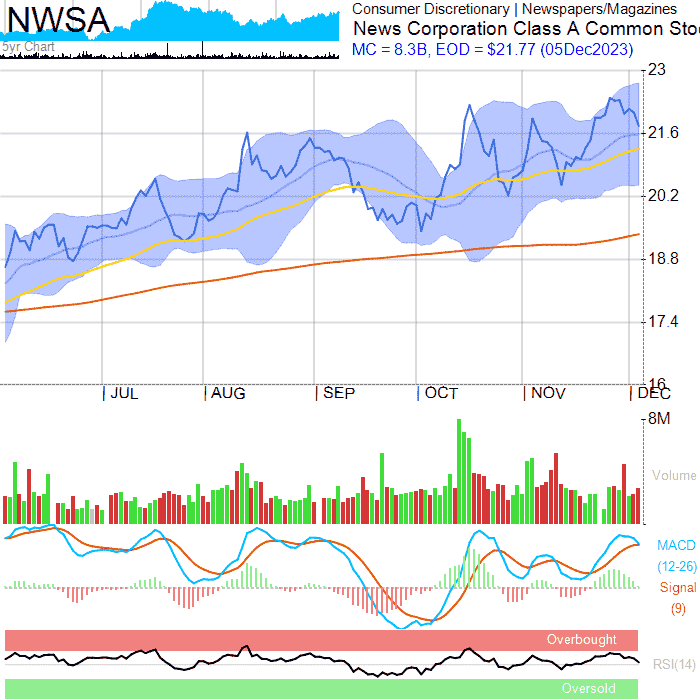 NWSA
5yr Chart
Consumer Discretionary | Newspapers/Magazines
News Corporation Class A Common Sto
MC = 8.3B, EOD = $21.77 (05Dec2023)
23
21.6
20.2
18.8
17.4
16
JUL AUG SEP OCT NOV DEC
8M
Volume
MACD
(12-26)
Signal
(9)
Overbought
RSI(14)
Oversold